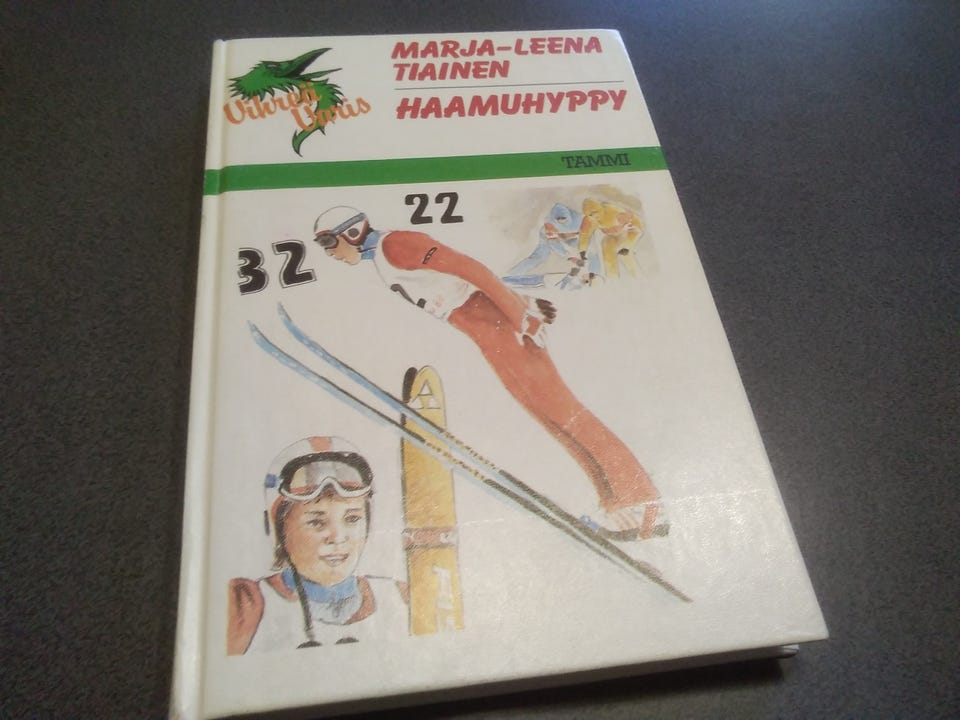 MARJA-LEENA
TIAINEN
HAAMUHYPPY
Vihreä
Varis
TAMMI
22
32